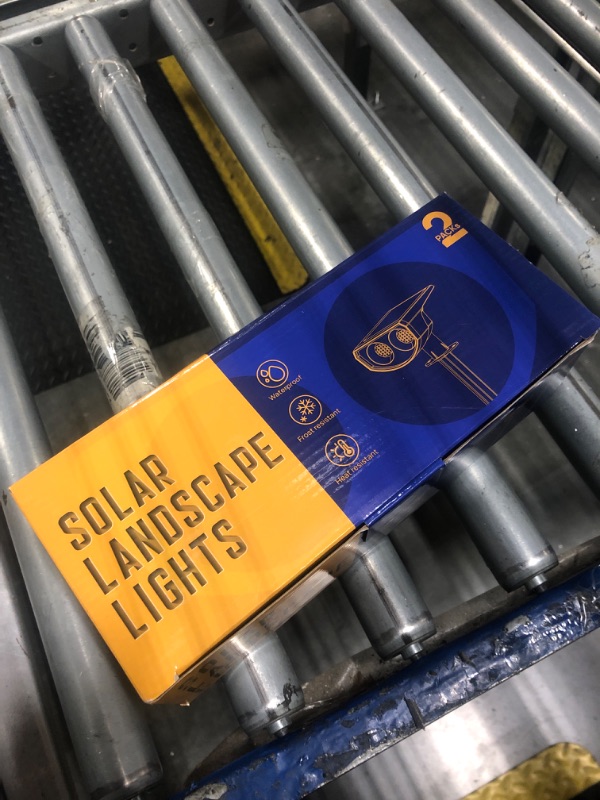 SOLAR
LANDSCAPE
LIGHTS
Waterproof
Frost resistant
Heat resistant
2
PACKs